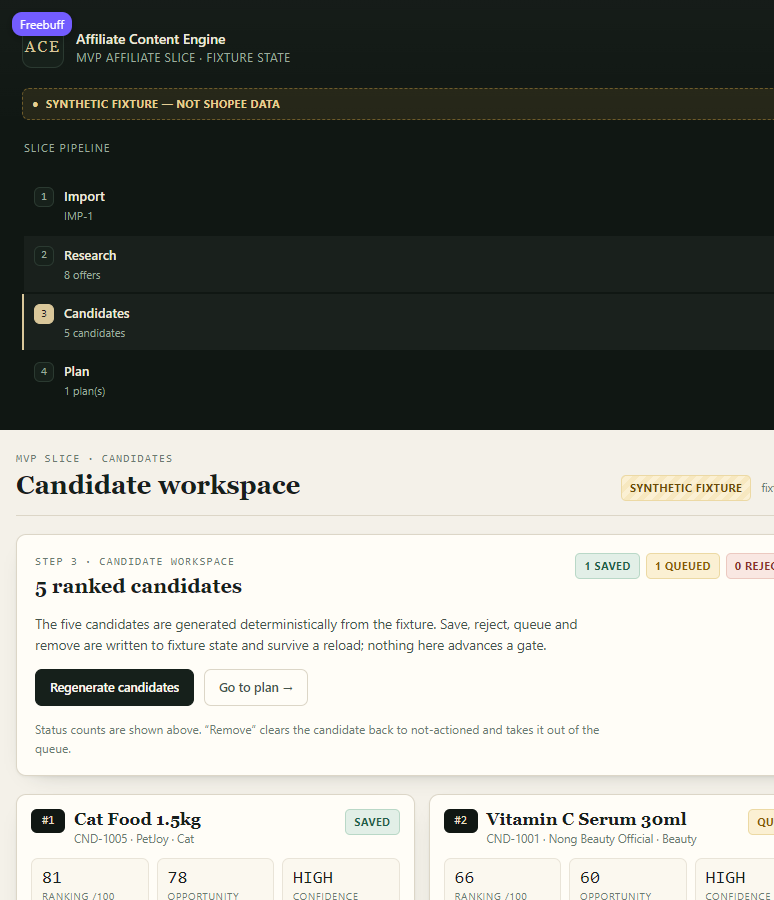 Freebuff
ACE
Affiliate Content Engine
MVP AFFILIATE SLICE · FIXTURE STATE
● SYNTHETIC FIXTURE — NOT SHOPEE DATA
SLICE PIPELINE
1 Import
IMP-1
2 Research
8 offers
3 Candidates
5 candidates
4 Plan
1 plan(s)
MVP SLICE · CANDIDATES
Candidate workspace
SYNTHETIC FIXTURE fix
STEP 3 · CANDIDATE WORKSPACE
1 SAVED 1 QUEUED 0 REJEC
5 ranked candidates
The five candidates are generated deterministically from the fixture. Save, reject, queue and
remove are written to fixture state and survive a reload; nothing here advances a gate.
Regenerate candidates Go to plan →
Status counts are shown above. “Remove” clears the candidate back to not-actioned and takes it out of the
queue.
#1 Cat Food 1.5kg SAVED
CND-1005 · PetJoy · Cat
81 78 HIGH
RANKING /100 OPPORTUNITY CONFIDENCE
#2 Vitamin C Serum 30ml QU
CND-1001 · Nong Beauty Official · Beauty
66 60 HIGH
RANKING /100 OPPORTUNITY CONFIDENCE